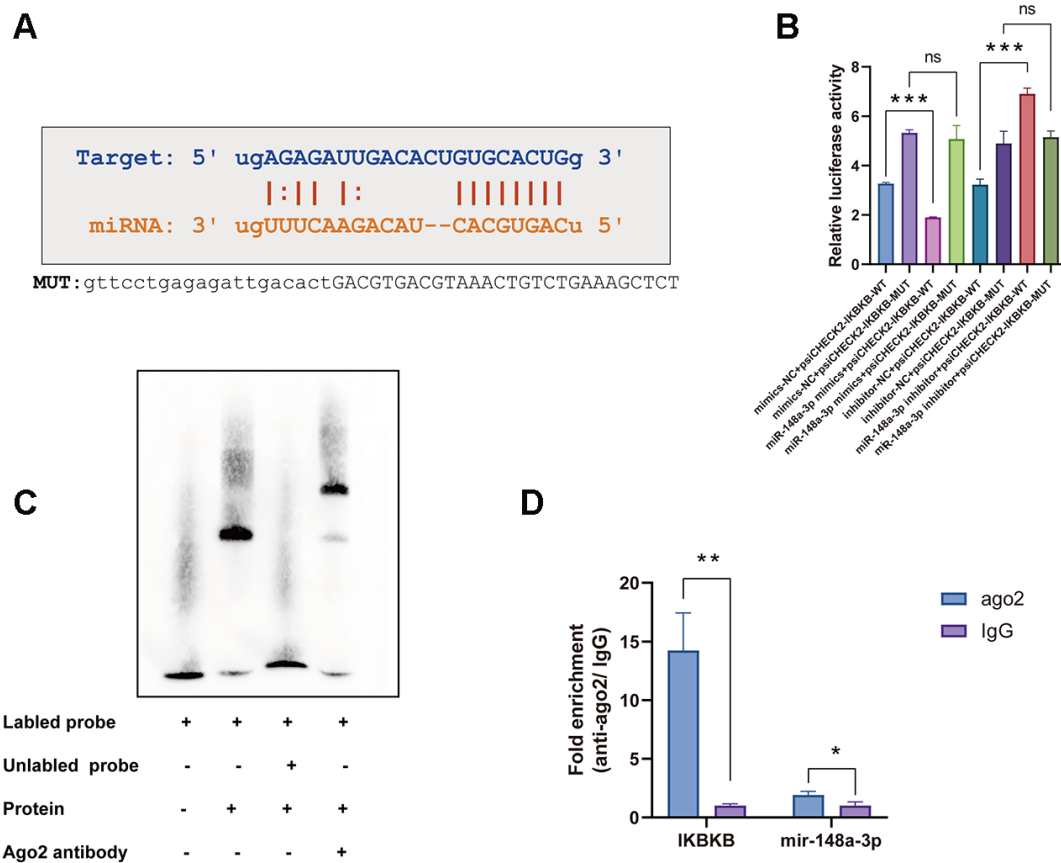 A
Target: 5' ugAGAGAUUGACACUGUGCACUGg 3'
|:|| |: ||||||||
miRNA: 3' ugUUUCAAGACAU--CACGUGACu 5'
MUT:gttcctgagagattgacactGACGTGACGTAAACTGTCTGAAAGCTCT
B
Relative luciferase activity
8
6
4
2
0
***
ns
***
ns
mimics-NC+psiCHECK2-IKBKB-WT
mimics-NC+psiCHECK2-IKBKB-MUT
miR-148a-3p mimics+psiCHECK2-IKBKB-WT
miR-148a-3p mimics+psiCHECK2-IKBKB-MUT
inhibitor-NC+psiCHECK2-IKBKB-WT
inhibitor-NC+psiCHECK2-IKBKB-MUT
miR-148a-3p inhibitor+psiCHECK2-IKBKB-WT
miR-148a-3p inhibitor+psiCHECK2-IKBKB-MUT
C
Labled probe + + + +
Unlabled probe - - + -
Protein - + + +
Ago2 antibody - - - +
D
Fold enrichment
(anti-ago2/ IgG)
20
15
10
5
0
**
*
IKBKB
mir-148a-3p
ago2
IgG